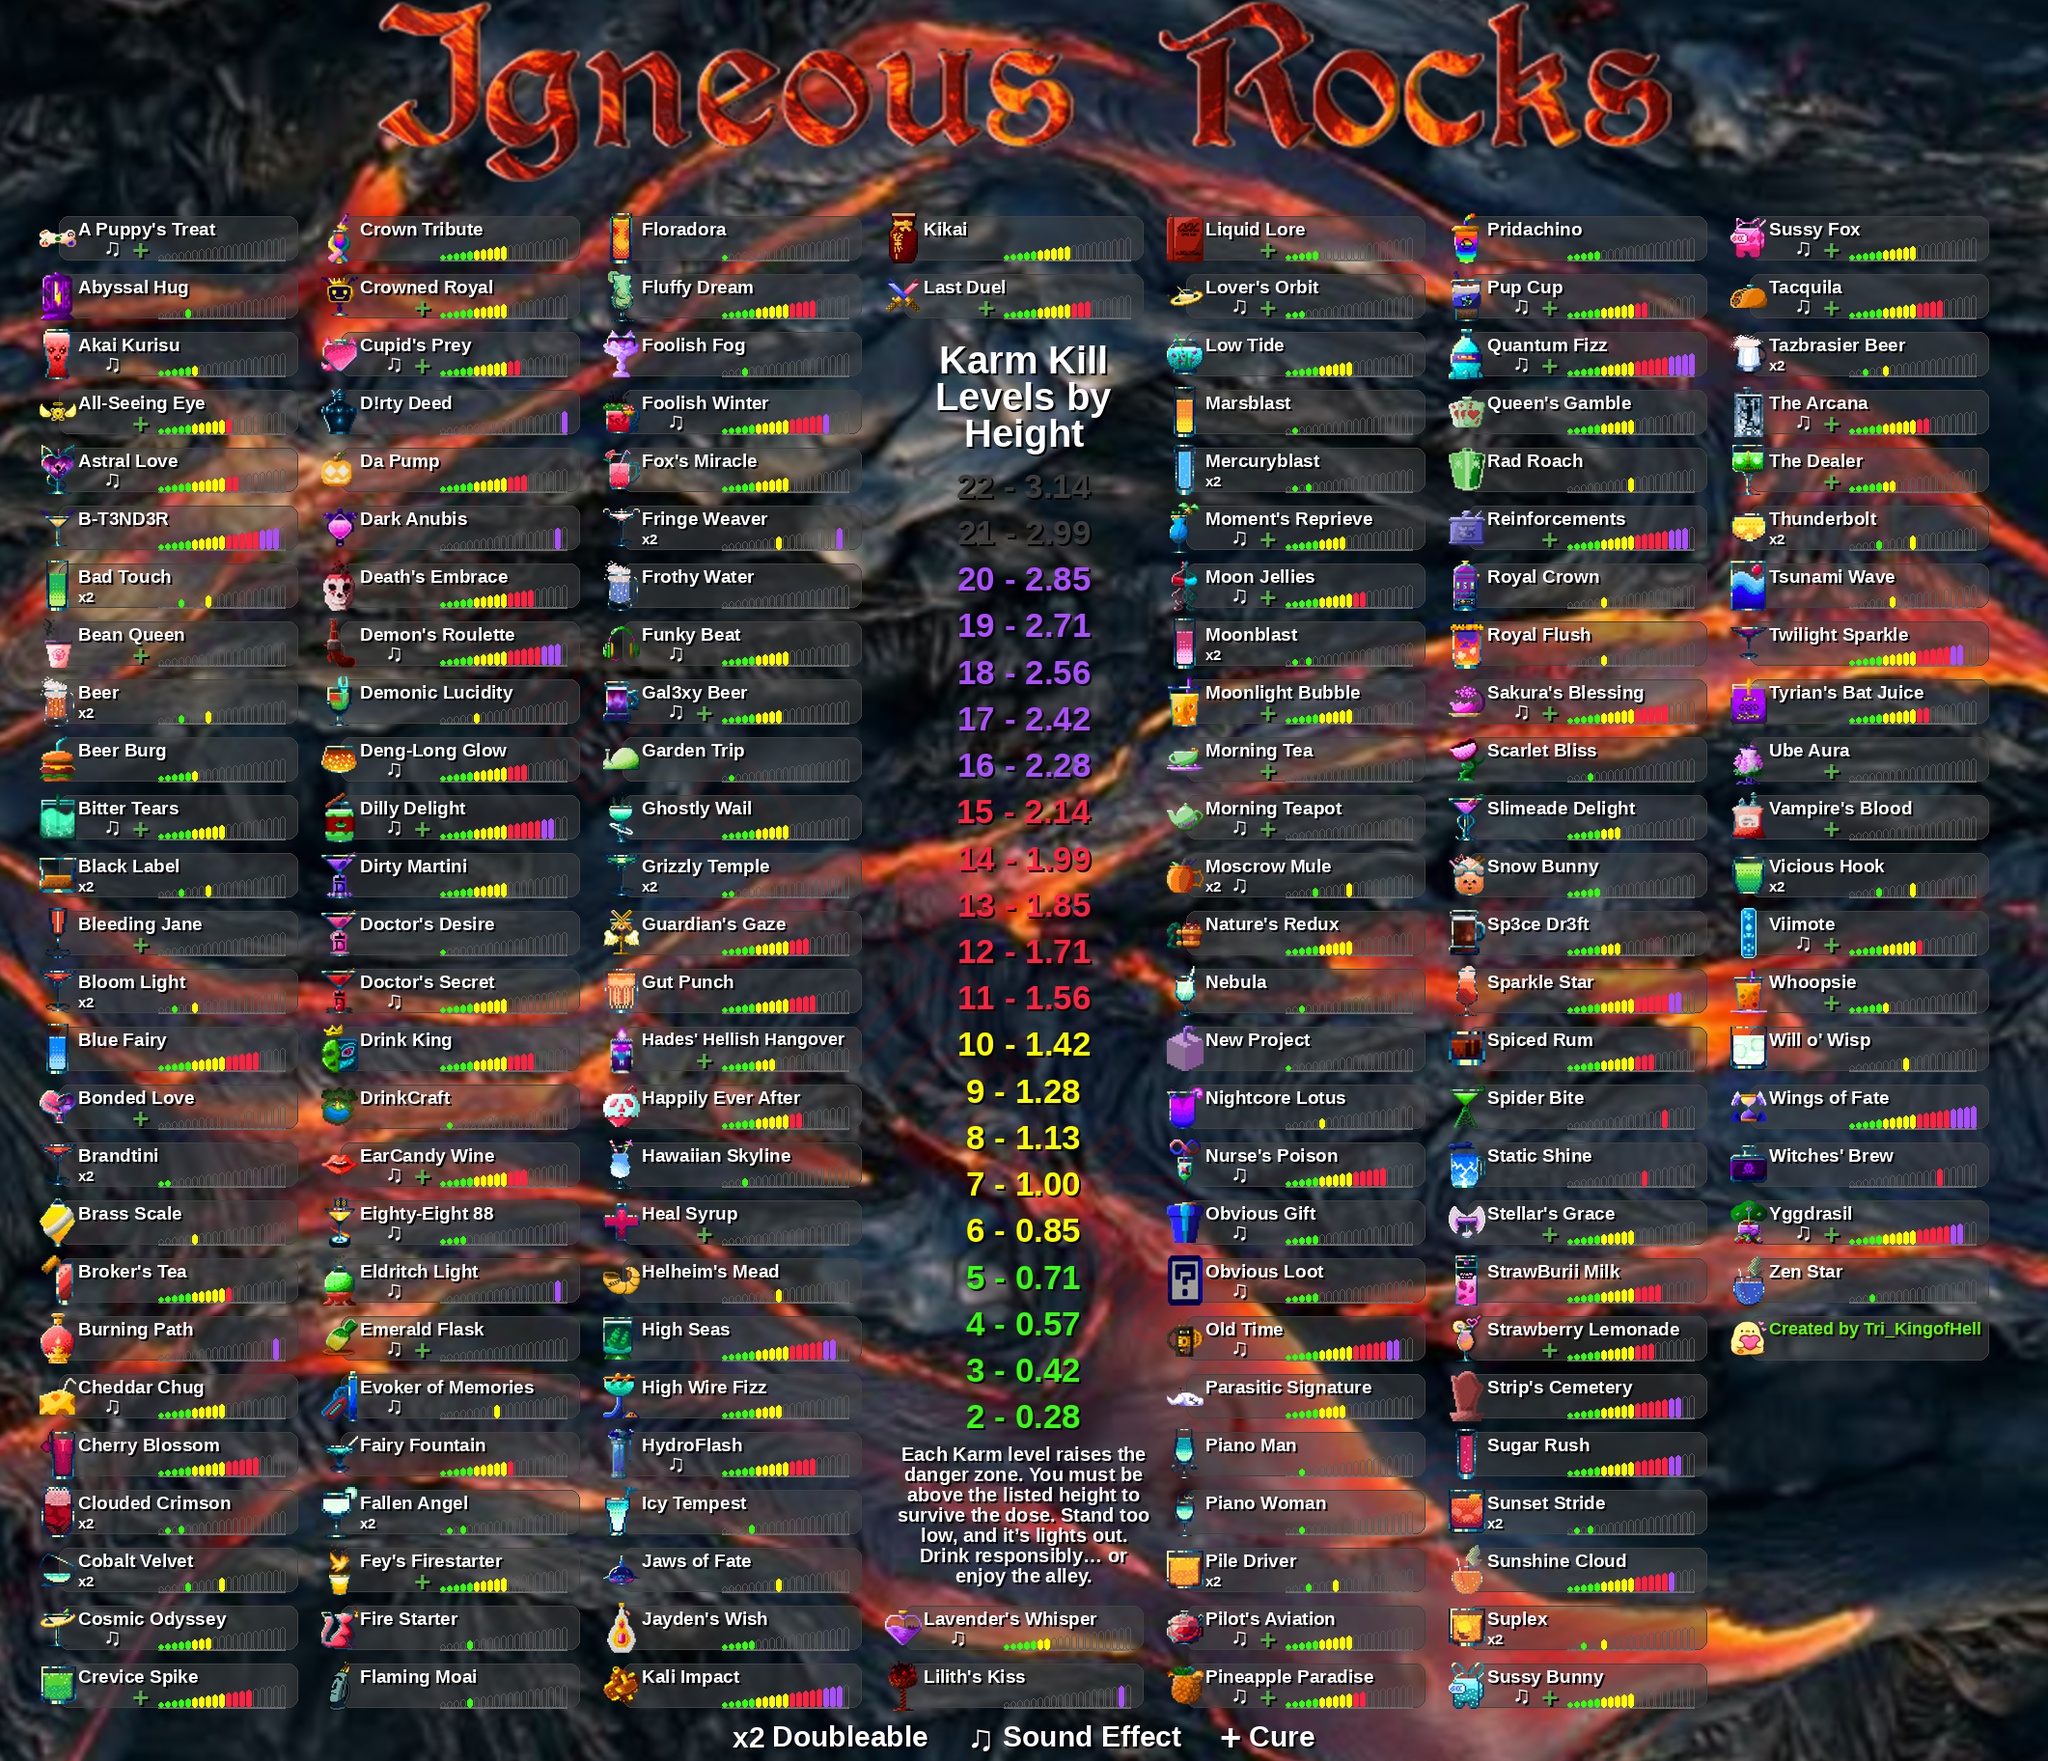 Igneous Rocks
A Puppy's Treat
♫ +
Abyssal Hug
Akai Kurisu
♫
All-Seeing Eye
+
Astral Love
♫
B-T3ND3R
Bad Touch
x2
Bean Queen
+
Beer
x2
Beer Burg
Bitter Tears
♫ +
Black Label
x2
Bleeding Jane
+
Bloom Light
x2
Blue Fairy
Bonded Love
+
Brandtini
x2
Brass Scale
Broker's Tea
Burning Path
Cheddar Chug
♫
Cherry Blossom
Clouded Crimson
x2
Cobalt Velvet
x2
Cosmic Odyssey
♫
Crevice Spike
+
Crown Tribute
Crowned Royal
+
Cupid's Prey
♫ +
D!rty Deed
Da Pump
Dark Anubis
Death's Embrace
Demon's Roulette
♫
Demonic Lucidity
Deng-Long Glow
♫
Dilly Delight
♫ +
Dirty Martini
Doctor's Desire
Doctor's Secret
♫
Drink King
DrinkCraft
EarCandy Wine
♫ +
Eighty-Eight 88
♫
Eldritch Light
♫
Emerald Flask
♫ +
Evoker of Memories
♫
Fairy Fountain
Fallen Angel
x2
Fey's Firestarter
+
Fire Starter
Flaming Moai
Floradora
Fluffy Dream
Foolish Fog
Foolish Winter
♫
Fox's Miracle
Fringe Weaver
x2
Frothy Water
Funky Beat
♫
Gal3xy Beer
♫ +
Garden Trip
Ghostly Wail
Grizzly Temple
x2
Guardian's Gaze
Gut Punch
Hades' Hellish Hangover
+
Happily Ever After
Hawaiian Skyline
Heal Syrup
+
Helheim's Mead
High Seas
High Wire Fizz
HydroFlash
♫
Icy Tempest
Jaws of Fate
Jayden's Wish
Kali Impact
Kikai
Last Duel
+
Karm Kill
Levels by
Height
22 - 3.14
21 - 2.99
20 - 2.85
19 - 2.71
18 - 2.56
17 - 2.42
16 - 2.28
15 - 2.14
14 - 1.99
13 - 1.85
12 - 1.71
11 - 1.56
10 - 1.42
9 - 1.28
8 - 1.13
7 - 1.00
6 - 0.85
5 - 0.71
4 - 0.57
3 - 0.42
2 - 0.28
Each Karm level raises the
danger zone. You must be
above the listed height to
survive the dose. Stand too
low, and it's lights out.
Drink responsibly... or
enjoy the alley.
Lavender's Whisper
♫
Lilith's Kiss
Liquid Lore
+
Lover's Orbit
♫ +
Low Tide
Marsblast
Mercuryblast
x2
Moment's Reprieve
♫ +
Moon Jellies
♫ +
Moonblast
x2
Moonlight Bubble
+
Morning Tea
+
Morning Teapot
♫ +
Moscrow Mule
x2 ♫
Nature's Redux
Nebula
New Project
Nightcore Lotus
Nurse's Poison
♫
Obvious Gift
♫
Obvious Loot
♫
Old Time
♫
Parasitic Signature
Piano Man
Piano Woman
Pile Driver
x2
Pilot's Aviation
♫ +
Pineapple Paradise
♫ +
Pridachino
Pup Cup
♫ +
Quantum Fizz
♫ +
Queen's Gamble
Rad Roach
Reinforcements
+
Royal Crown
Royal Flush
Sakura's Blessing
♫ +
Scarlet Bliss
Slimeade Delight
Snow Bunny
Sp3ce Dr3ft
Sparkle Star
Spiced Rum
Spider Bite
Static Shine
Stellar's Grace
+
StrawBurii Milk
Strawberry Lemonade
+
Strip's Cemetery
Sugar Rush
Sunset Stride
x2
Sunshine Cloud
Suplex
x2
Sussy Bunny
♫ +
Sussy Fox
♫ +
Tacquila
♫ +
Tazbrasier Beer
x2
The Arcana
♫ +
The Dealer
+
Thunderbolt
x2
Tsunami Wave
Twilight Sparkle
Tyrian's Bat Juice
Ube Aura
+
Vampire's Blood
+
Vicious Hook
x2
Viimote
♫ +
Whoopsie
+
Will o' Wisp
Wings of Fate
Witches' Brew
Yggdrasil
♫ +
Zen Star
Created by Tri_KingofHell
x2 Doubleable ♫ Sound Effect + Cure